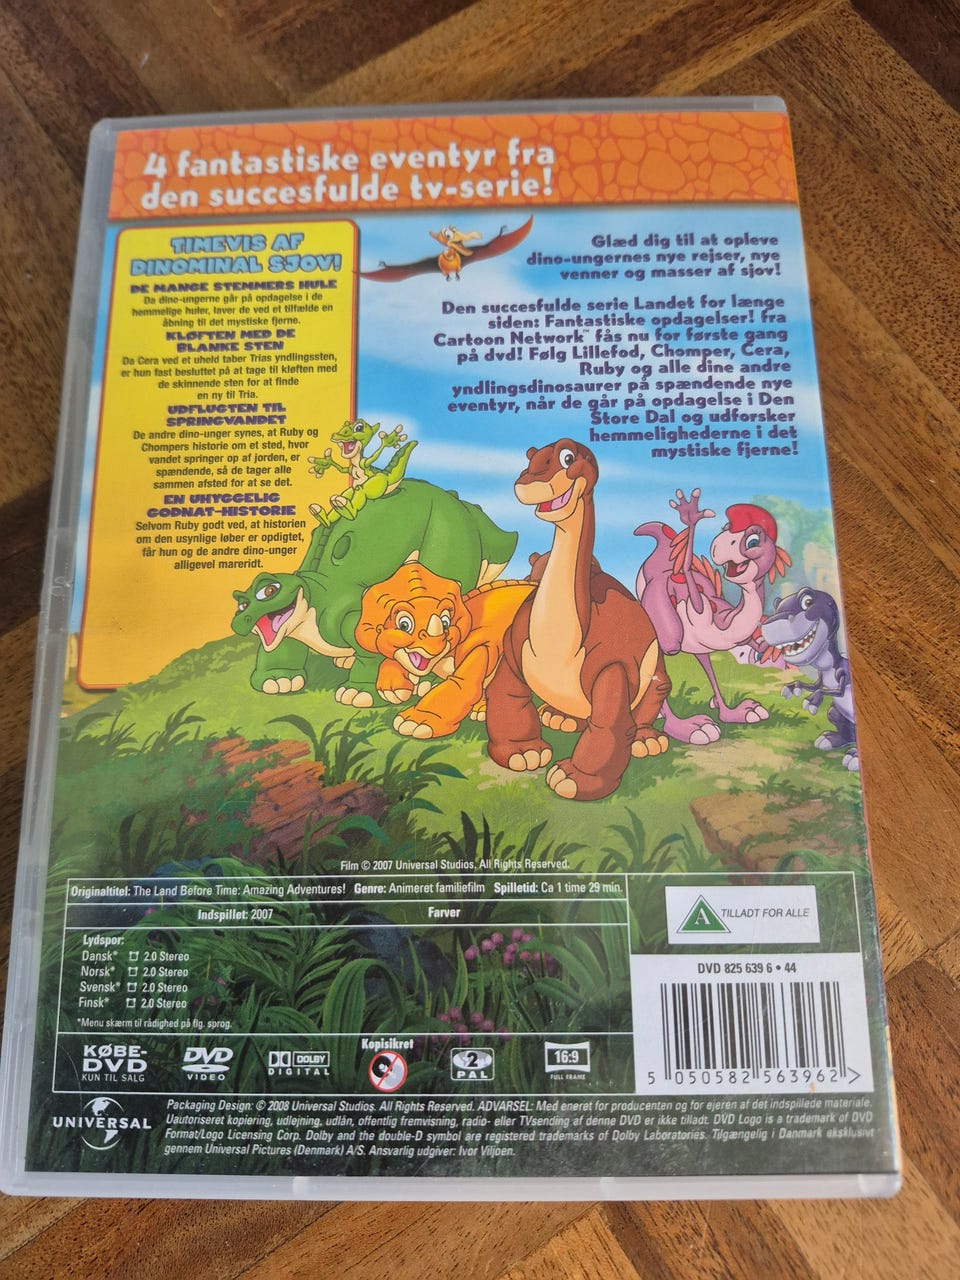 4 fantastiske eventyr fra
den succesfulde tv-serie!
TIMEVIS AF
DINOMINAL SJOV!
DE MANGE STEMMERS HULE
Da dino-ungerne går på opdagelse i de
hemmelige huler, laver de ved et tilfælde en
åbning til det mystiske fjerne.
KLØFTEN MED DE
BLANKE STEN
Da Cera ved et uheld taber Trias yndlingssten,
er hun fast besluttet på at tage til kløften med
de skinnende sten for at finde
en ny til Tria.
UDFLUGTEN TIL
SPRINGVANDET
De andre dino-unger synes, at Ruby og
Chompers historie om et sted, hvor
vandet springer op af jorden, er
spændende, så de tager alle
sammen afsted for at se det.
EN UHYGGELIG
GODNAT-HISTORIE
Selvom Ruby godt ved, at historien
om den usynlige løber er opdigtet,
får hun og de andre dino-unger
alligevel mareridt.
Glæd dig til at opleve
dino-ungernes nye rejser, nye
venner og masser af sjov!
Den succesfulde serie Landet for længe
siden: Fantastiske opdagelser! fra
Cartoon Network™ fås nu for første gang
på dvd! Følg Lillefod, Chomper, Cera,
Ruby og alle dine andre
yndlingsdinosaurer på spændende nye
eventyr, når de går på opdagelse i Den
Store Dal og udforsker
hemmelighederne i det
mystiske fjerne!
Film © 2007 Universal Studios. All Rights Reserved.
Originaltitel: The Land Before Time: Amazing Adventures! Genre: Animeret familiefilm Spilletid: Ca 1 time 29 min.
Indspillet: 2007 Farver
Lydspor:
Dansk* 2.0 Stereo
Norsk* 2.0 Stereo
Svensk* 2.0 Stereo
Finsk* 2.0 Stereo
*Menu skærm til rådighed på flg. sprog.
A TILLADT FOR ALLE
DVD 825 639 6 • 44
5 050582 563962 >
KØBE-
DVD
KUN TIL SALG
DVD
VIDEO
DOLBY
DIGITAL
Kopisikret
2
PAL
16:9
FULL FRAME
UNIVERSAL
Packaging Design: © 2008 Universal Studios. All Rights Reserved. ADVARSEL: Med eneret for producenten og for ejeren af det indspillede materiale.
Uautoriseret kopiering, udlejning, udlån, offentlig fremvisning, radio- eller TVsending af denne DVD er ikke tilladt. DVD Logo is a trademark of DVD
Format/Logo Licensing Corp. Dolby and the double-D symbol are registered trademarks of Dolby Laboratories. Tilgængelig i Danmark eksklusivt
gennem Universal Pictures (Denmark) A/S. Ansvarlig udgiver: Ivor Viljoen.